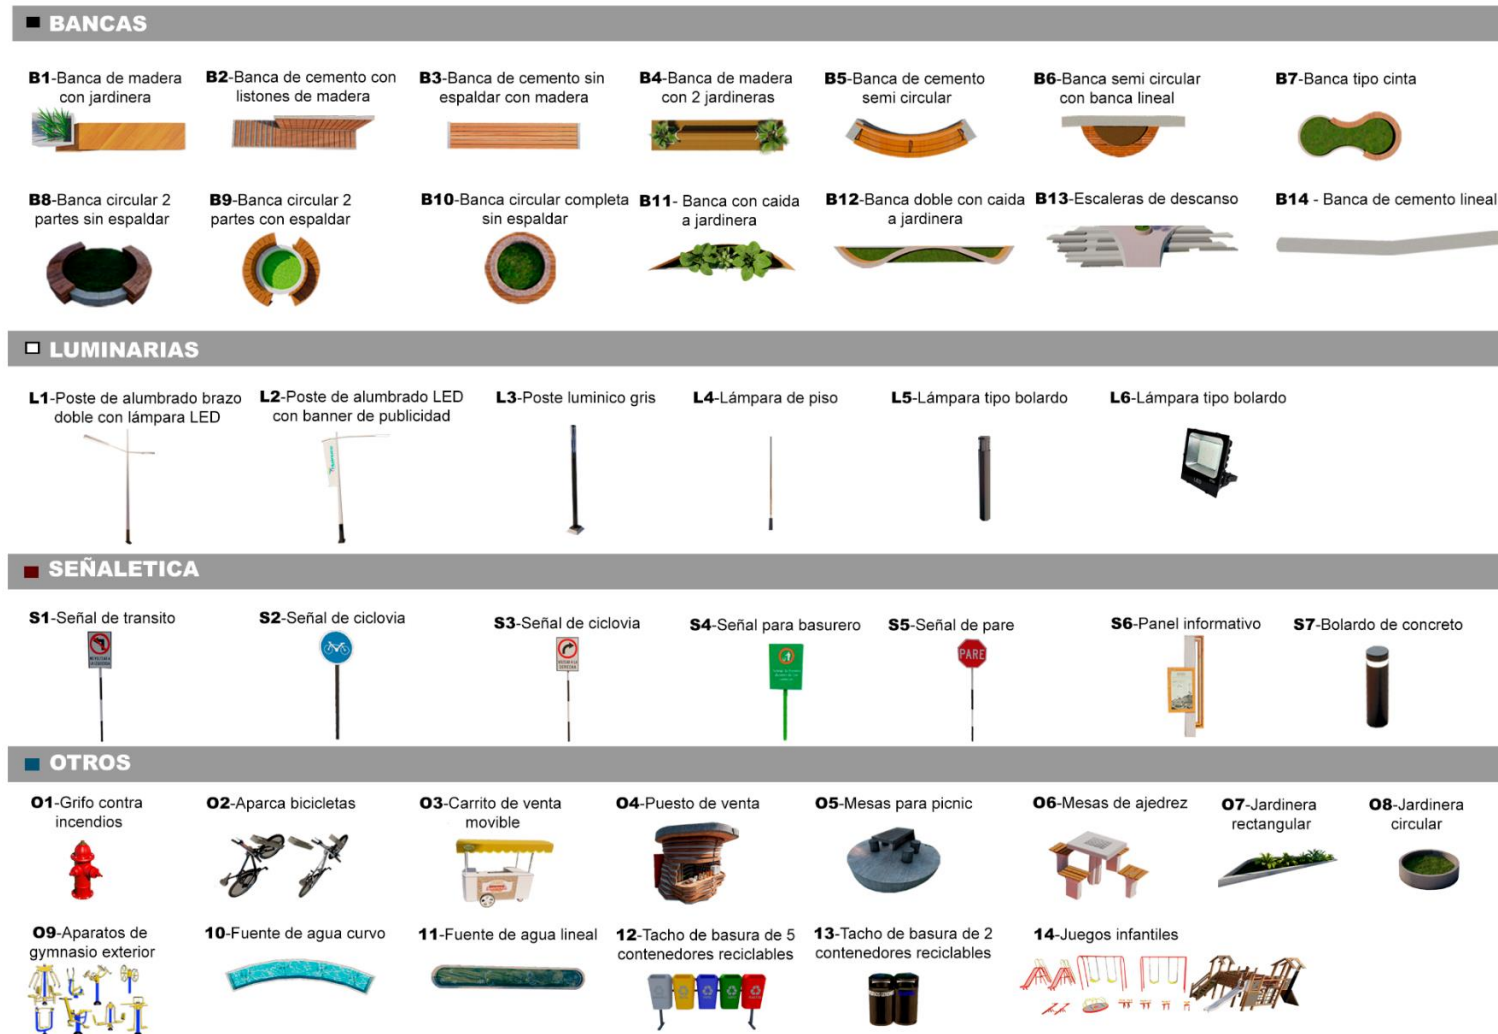 BANCAS
B1-Banca de madera
con jardinera
B2-Banca de cemento con
listones de madera
B3-Banca de cemento sin
espaldar con madera
B4-Banca de madera
con 2 jardineras
B5-Banca de cemento
semi circular
B6-Banca semi circular
con banca lineal
B7-Banca tipo cinta
B8-Banca circular 2
partes sin espaldar
B9-Banca circular 2
partes con espaldar
B10-Banca circular completa
sin espaldar
B11- Banca con caida
a jardinera
B12-Banca doble con caida
a jardinera
B13-Escaleras de descanso
B14 - Banca de cemento lineal
LUMINARIAS
L1-Poste de alumbrado brazo
doble con lámpara LED
L2-Poste de alumbrado LED
con banner de publicidad
L3-Poste luminico gris
L4-Lámpara de piso
L5-Lámpara tipo bolardo
L6-Lámpara tipo bolardo
SEÑALETICA
S1-Señal de transito
S2-Señal de ciclovia
S3-Señal de ciclovia
S4-Señal para basurero
S5-Señal de pare
PARE
S6-Panel informativo
S7-Bolardo de concreto
OTROS
O1-Grifo contra
incendios
O2-Aparca bicicletas
O3-Carrito de venta
movible
O4-Puesto de venta
O5-Mesas para picnic
O6-Mesas de ajedrez
O7-Jardinera
rectangular
O8-Jardinera
circular
O9-Aparatos de
gymnasio exterior
10-Fuente de agua curvo
11-Fuente de agua lineal
12-Tacho de basura de 5
contenedores reciclables
13-Tacho de basura de 2
contenedores reciclables
14-Juegos infantiles